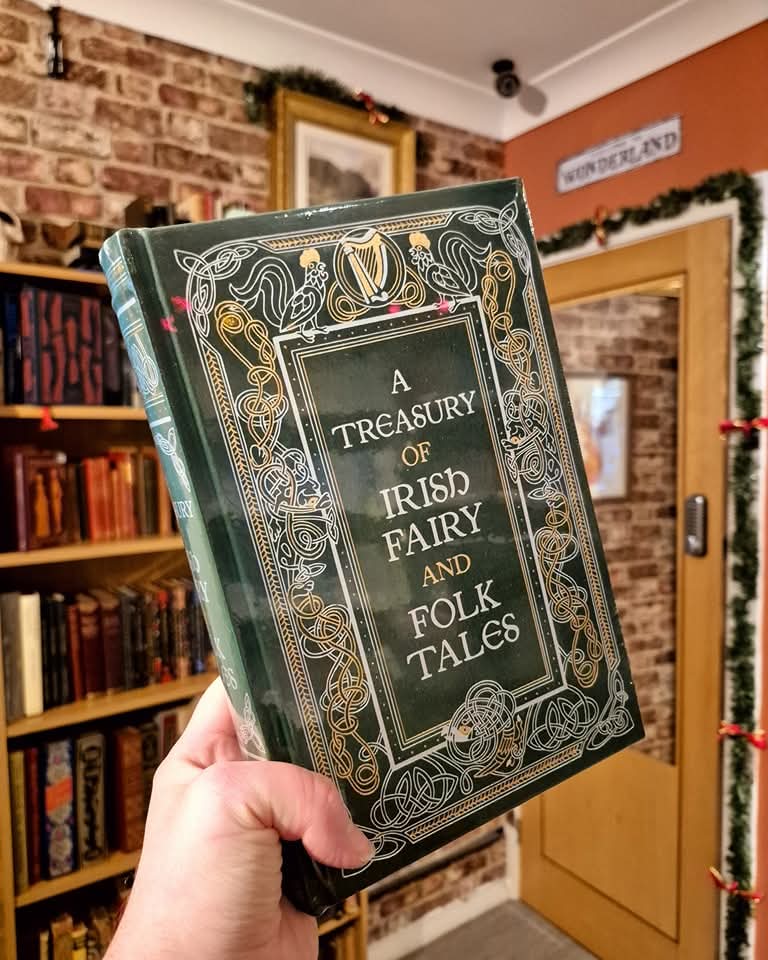 WONDERLAND
A
TREASURY
OF
IRISH
FAIRY
AND
FOLK
TALES